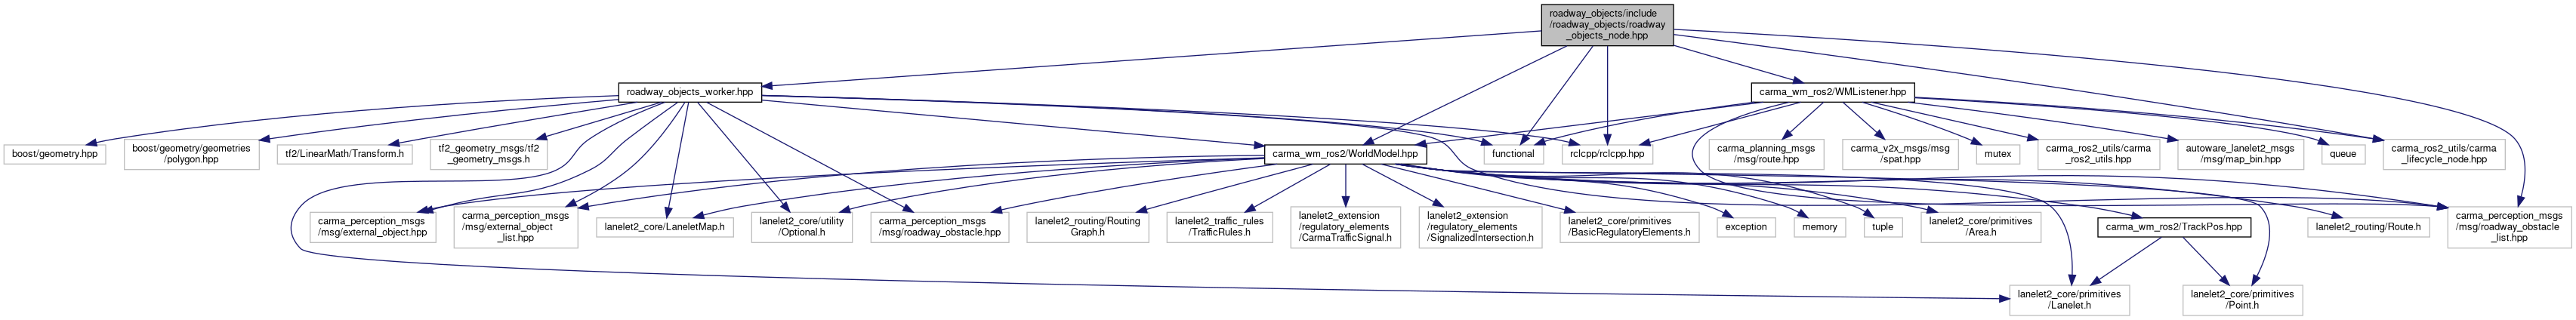 roadway_objects/include
/roadway_objects/roadway
_objects_node.hpp
roadway_objects_worker.hpp
carma_wm_ros2/WMListener.hpp
boost/geometry.hpp
boost/geometry/geometries
/polygon.hpp
tf2/LinearMath/Transform.h
tf2_geometry_msgs/tf2
_geometry_msgs.h
carma_wm_ros2/WorldModel.hpp
functional
rclcpp/rclcpp.hpp
carma_planning_msgs
/msg/route.hpp
carma_v2x_msgs/msg
/spat.hpp
mutex
carma_ros2_utils/carma
_ros2_utils.hpp
autoware_lanelet2_msgs
/msg/map_bin.hpp
queue
carma_ros2_utils/carma
_lifecycle_node.hpp
carma_perception_msgs
/msg/external_object.hpp
carma_perception_msgs
/msg/external_object
_list.hpp
lanelet2_core/LaneletMap.h
lanelet2_core/utility
/Optional.h
carma_perception_msgs
/msg/roadway_obstacle.hpp
lanelet2_routing/Routing
Graph.h
lanelet2_traffic_rules
/TrafficRules.h
lanelet2_extension
/regulatory_elements
/CarmaTrafficSignal.h
lanelet2_extension
/regulatory_elements
/SignalizedIntersection.h
lanelet2_core/primitives
/BasicRegulatoryElements.h
exception
memory
tuple
lanelet2_core/primitives
/Area.h
carma_wm_ros2/TrackPos.hpp
lanelet2_routing/Route.h
carma_perception_msgs
/msg/roadway_obstacle
_list.hpp
lanelet2_core/primitives
/Lanelet.h
lanelet2_core/primitives
/Point.h